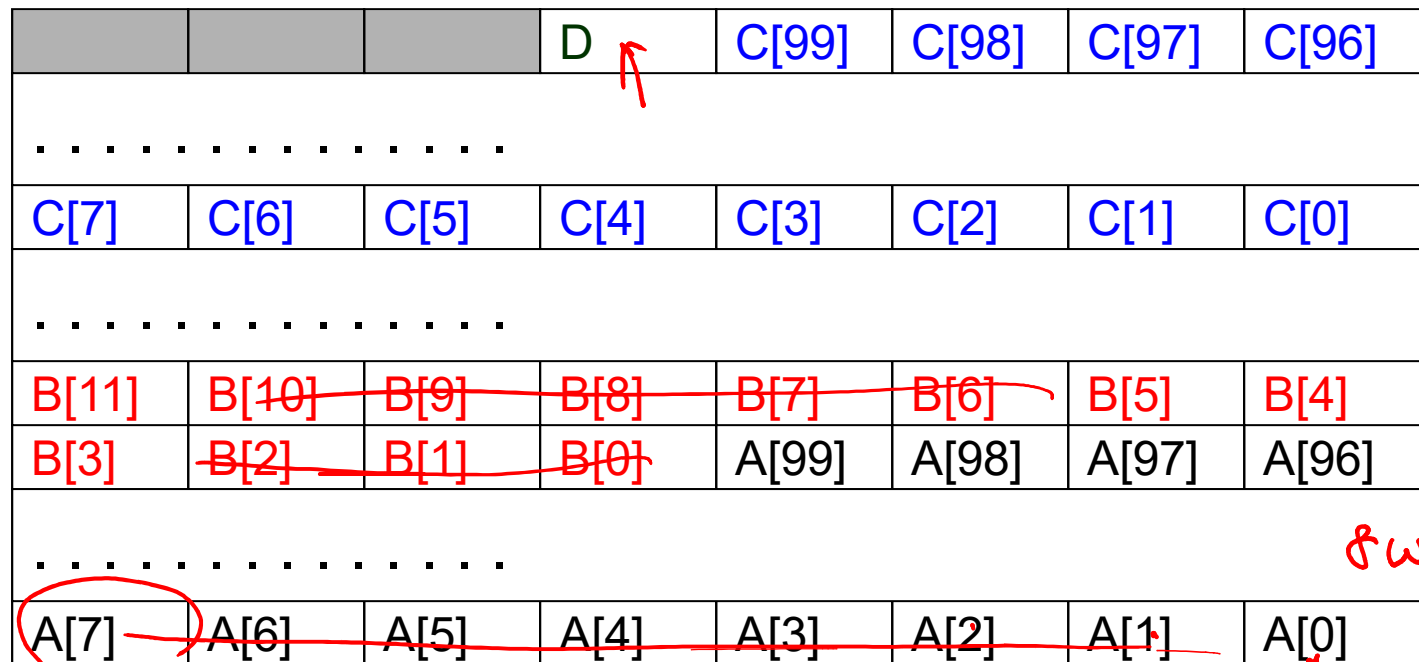 D C[99] C[98] C[97] C[96]
. . . . . . . . . . . . . .
C[7] C[6] C[5] C[4] C[3] C[2] C[1] C[0]
. . . . . . . . . . . . . .
B[11] B[10] B[9] B[8] B[7] B[6] B[5] B[4]
B[3] B[2] B[1] B[0] A[99] A[98] A[97] A[96]
. . . . . . . . . . . . . .
A[7] A[6] A[5] A[4] A[3] A[2] A[1] A[0]